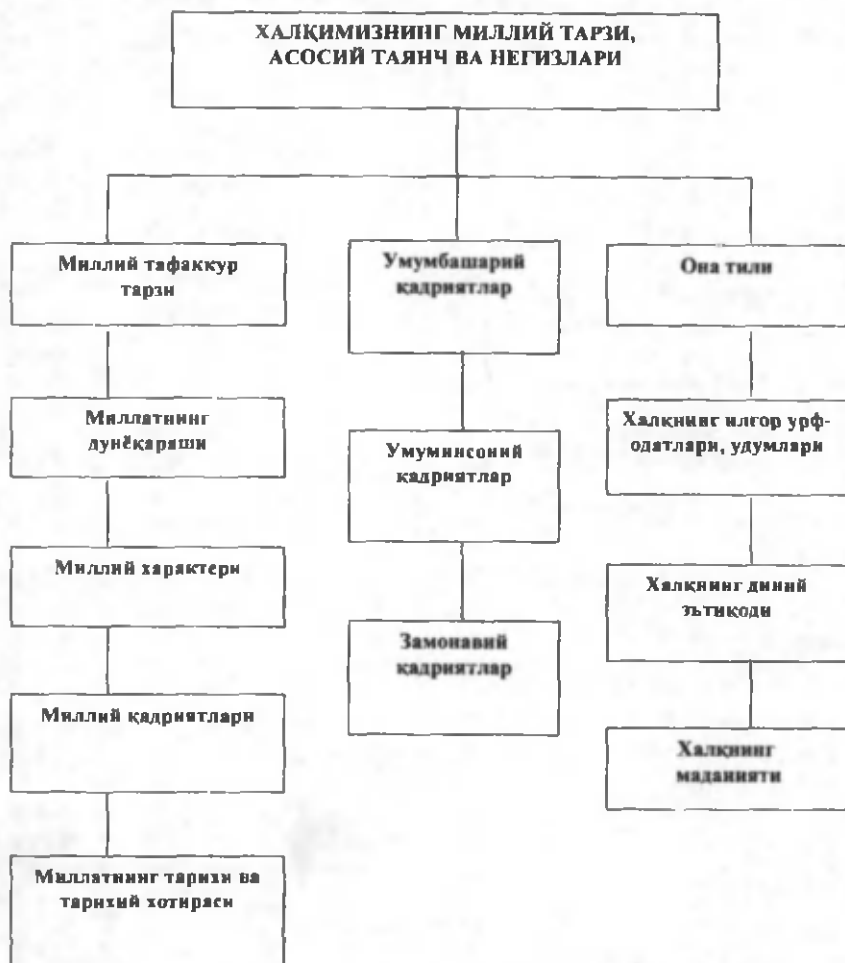 ХАЛҚИМИЗНИНГ МИЛЛИЙ ТАРЗИ,
АСОСИЙ ТАЯНЧ ВА НЕГИЗЛАРИ
Миллий тафаккур
тарзи
Миллатнинг
дунёқараши
Миллий характери
Миллий қадриятлари
Миллатнинг тарихи ва
тарихий хотираси
Умумбашарий
қадриятлар
Умуминсоний
қадриятлар
Замонавий
қадриятлар
Она тили
Халқнинг илғор урф-
одатлари, удумлари
Халқнинг диний
эътиқоди
Халқнинг
маданияти